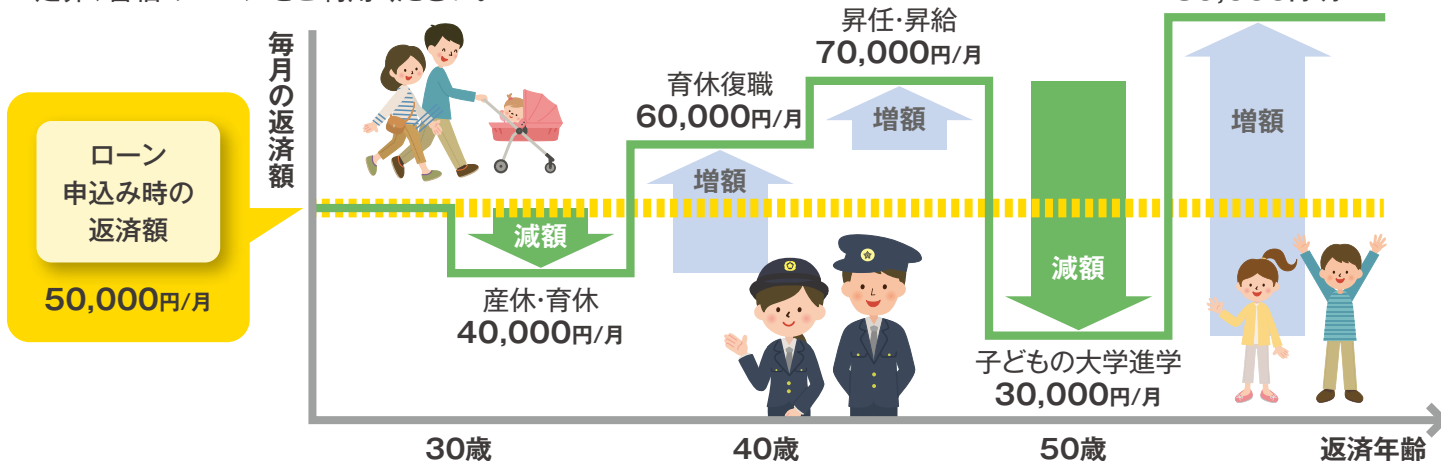 毎月の返済額
ローン
申込み時の
返済額
50,000円/月
減額
産休・育休
40,000円/月
育休復職
60,000円/月
増額
昇任・昇給
70,000円/月
増額
減額
子どもの大学進学
30,000円/月
増額
30歳
40歳
50歳
返済年齢